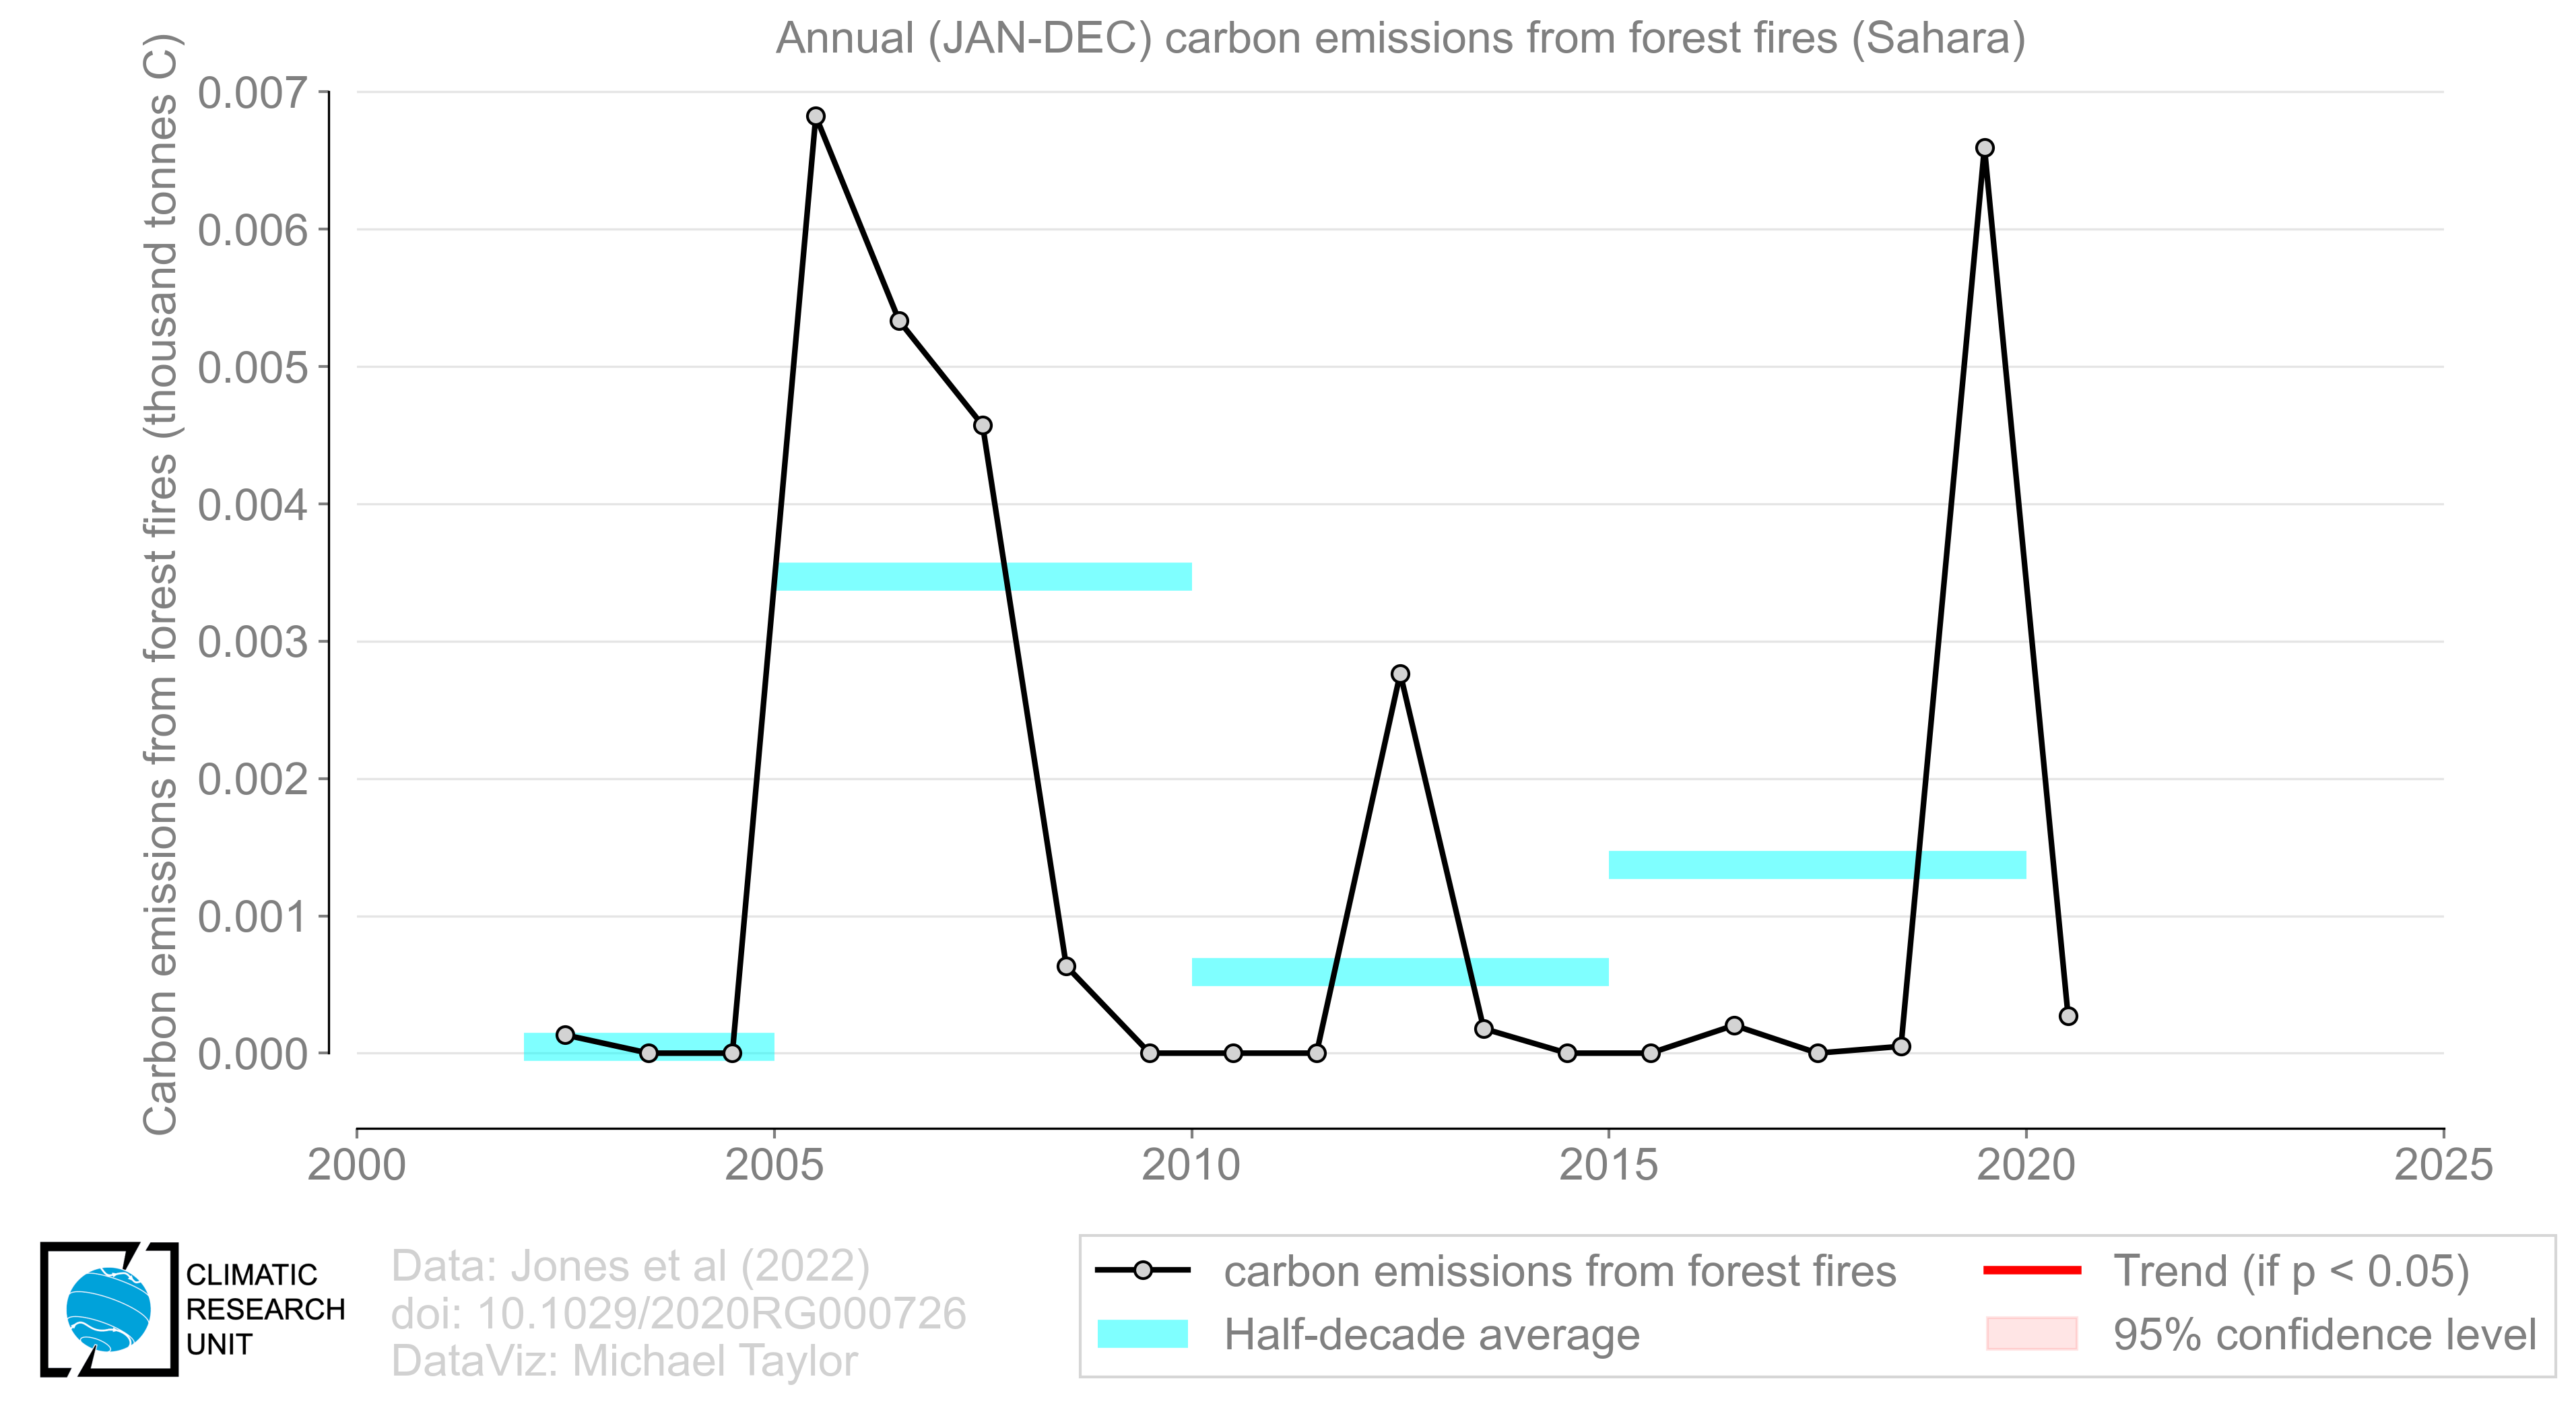 Annual (JAN-DEC) carbon emissions from forest fires (Sahara)
Carbon emissions from forest fires (thousand tonnes C)
0.007
0.006
0.005
0.004
0.003
0.002
0.001
0.000
2000 2005 2010 2015 2020 2025
CLIMATIC
RESEARCH
UNIT
Data: Jones et al (2022)
doi: 10.1029/2020RG000726
DataViz: Michael Taylor
carbon emissions from forest fires
Half-decade average
Trend (if p < 0.05)
95% confidence level